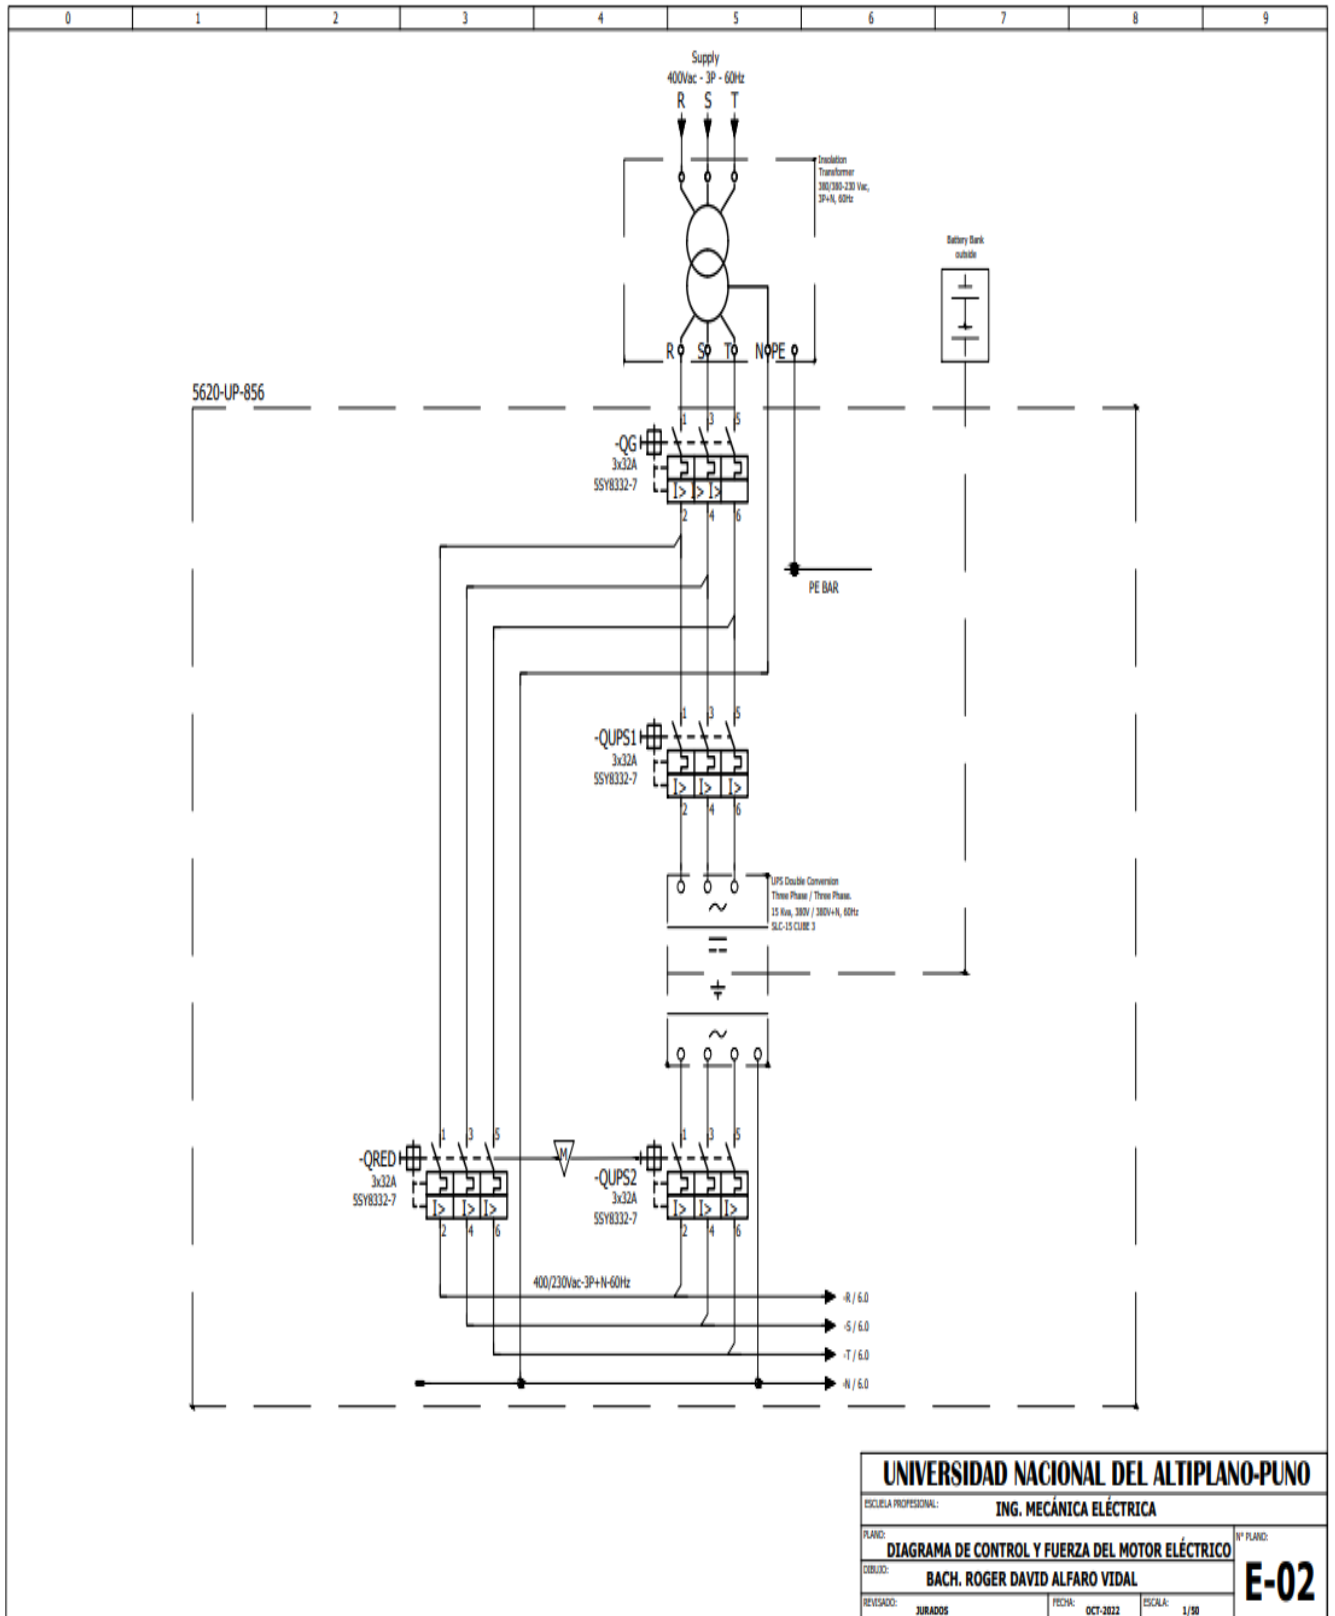 0 1 2 3 4 5 6 7 8 9
Supply
400Vac - 3P - 60Hz
R S T
Insolation
Transformer
380/380-230 Vac,
3P+N, 60Hz
Battery Bank
outside
R S T N PE
5620-UP-856
1 3 5
-QG
3x32A
5SY8332-7
I> I> I>
2 4 6
PE BAR
1 3 5
-QUPS1
3x32A
5SY8332-7
I> I> I>
2 4 6
UPS Double Conversion
Three Phase / Three Phase.
15 Kva, 380V / 380V+N, 60Hz
SLC-15 CUBE 3
1 3 5
-QRED
3x32A
5SY8332-7
I> I> I>
2 4 6
M
1 3 5
-QUPS2
3x32A
5SY8332-7
I> I> I>
2 4 6
400/230Vac-3P+N-60Hz
-R / 6.0
-S / 6.0
-T / 6.0
-N / 6.0
UNIVERSIDAD NACIONAL DEL ALTIPLANO-PUNO
ESCUELA PROFESIONAL: ING. MECÁNICA ELÉCTRICA
PLANO: DIAGRAMA DE CONTROL Y FUERZA DEL MOTOR ELÉCTRICO
N° PLANO:
E-02
DIBUJO: BACH. ROGER DAVID ALFARO VIDAL
REVISADO: JURADOS
FECHA: OCT-2022
ESCALA: 1/50